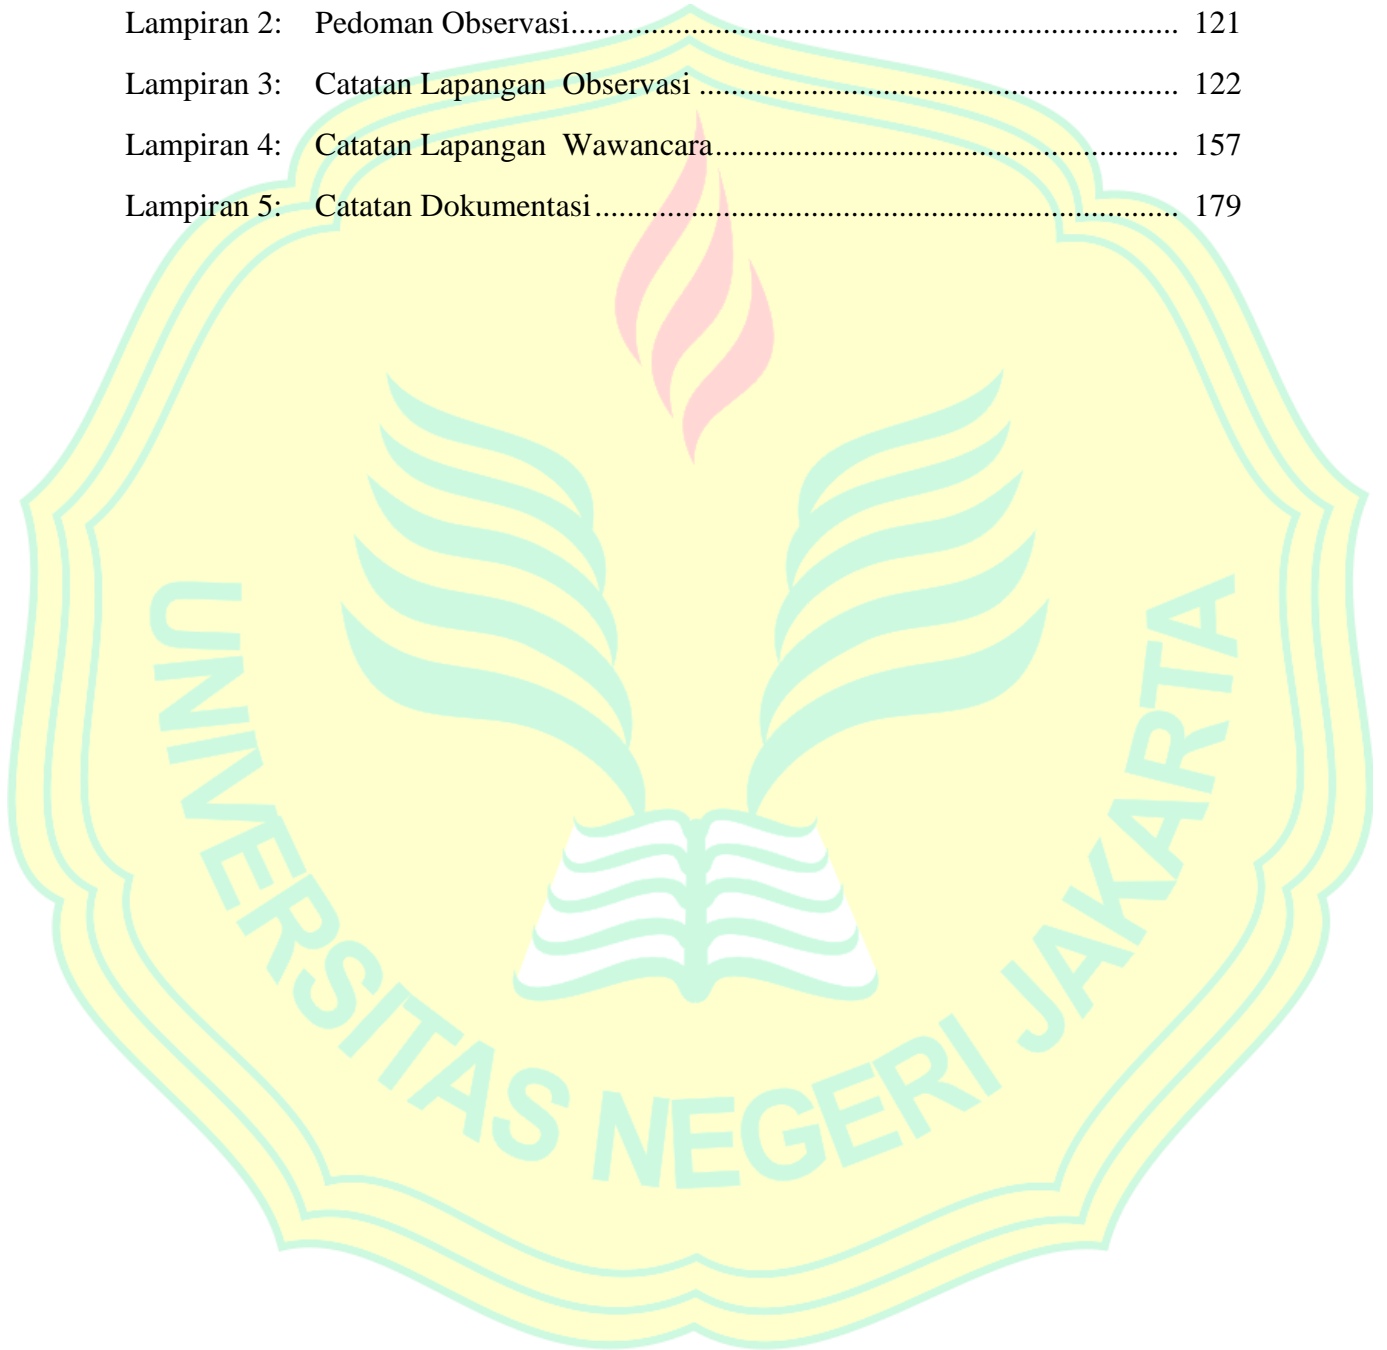 Lampiran 2: Pedoman Observasi........................................................................... 121
Lampiran 3: Catatan Lapangan Observasi ........................................................... 122
Lampiran 4: Catatan Lapangan Wawancara......................................................... 157
Lampiran 5: Catatan Dokumentasi........................................................................ 179
UNIVERSITAS NEGERI JAKARTA